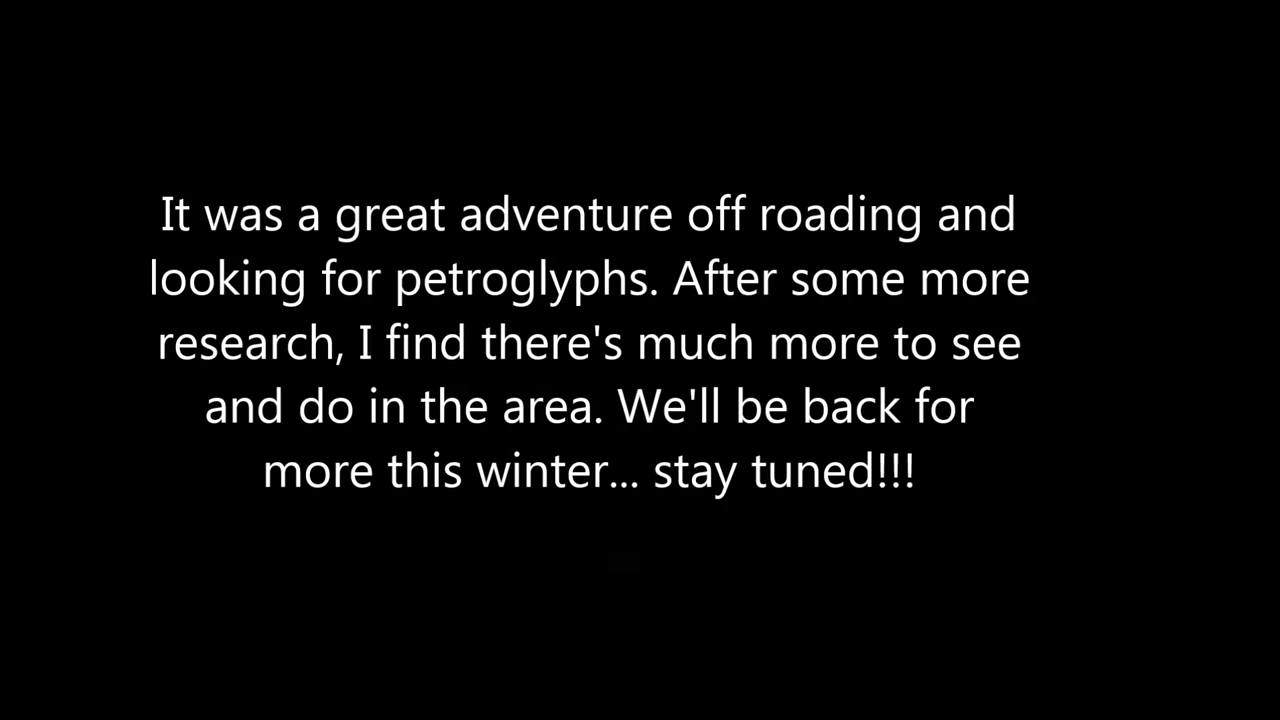 It was a great adventure off roading and
looking for petroglyphs. After some more
research, I find there's much more to see
and do in the area. We'll be back for
more this winter... stay tuned!!!